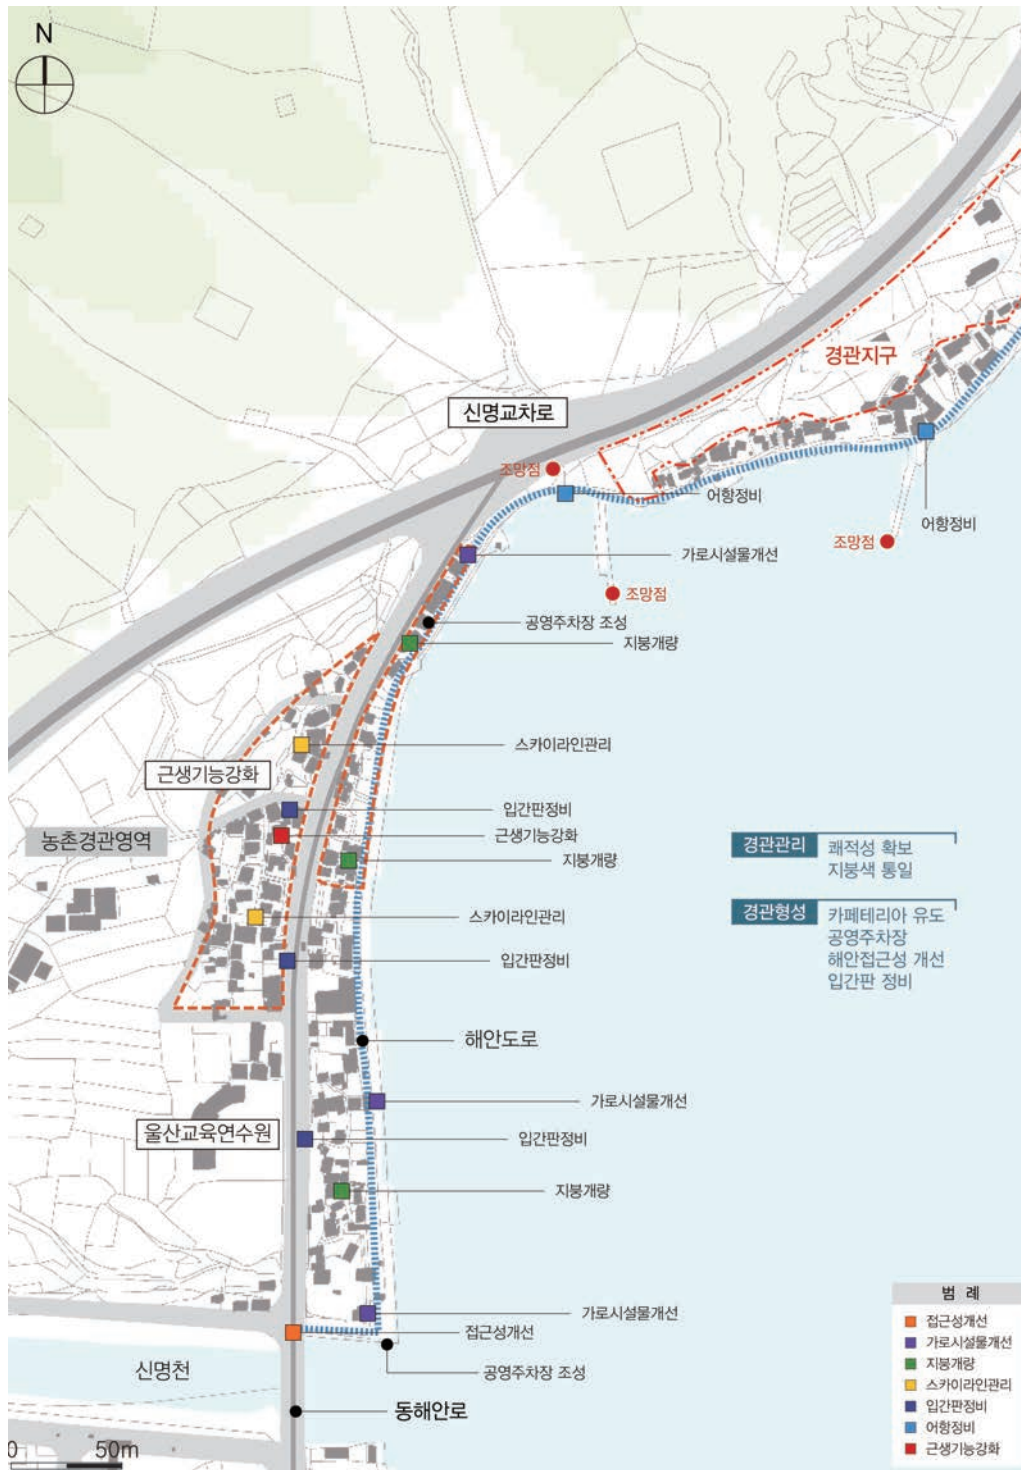 N
경관지구
신명교차로
조망점
어항정비
어항정비
조망점
가로시설물개선
조망점
공영주차장 조성
지붕개량
스카이라인관리
근생기능강화
입간판정비
근생기능강화
농촌경관영역
지붕개량
경관관리
쾌적성 확보
지붕색 통일
스카이라인관리
경관형성
카페테리아 유도
공영주차장
해안접근성 개선
입간판 정비
입간판정비
해안도로
가로시설물개선
울산교육연수원
입간판정비
지붕개량
가로시설물개선
접근성개선
신명천
공영주차장 조성
동해안로
0 50m
범 례
접근성개선
가로시설물개선
지붕개량
스카이라인관리
입간판정비
어항정비
근생기능강화